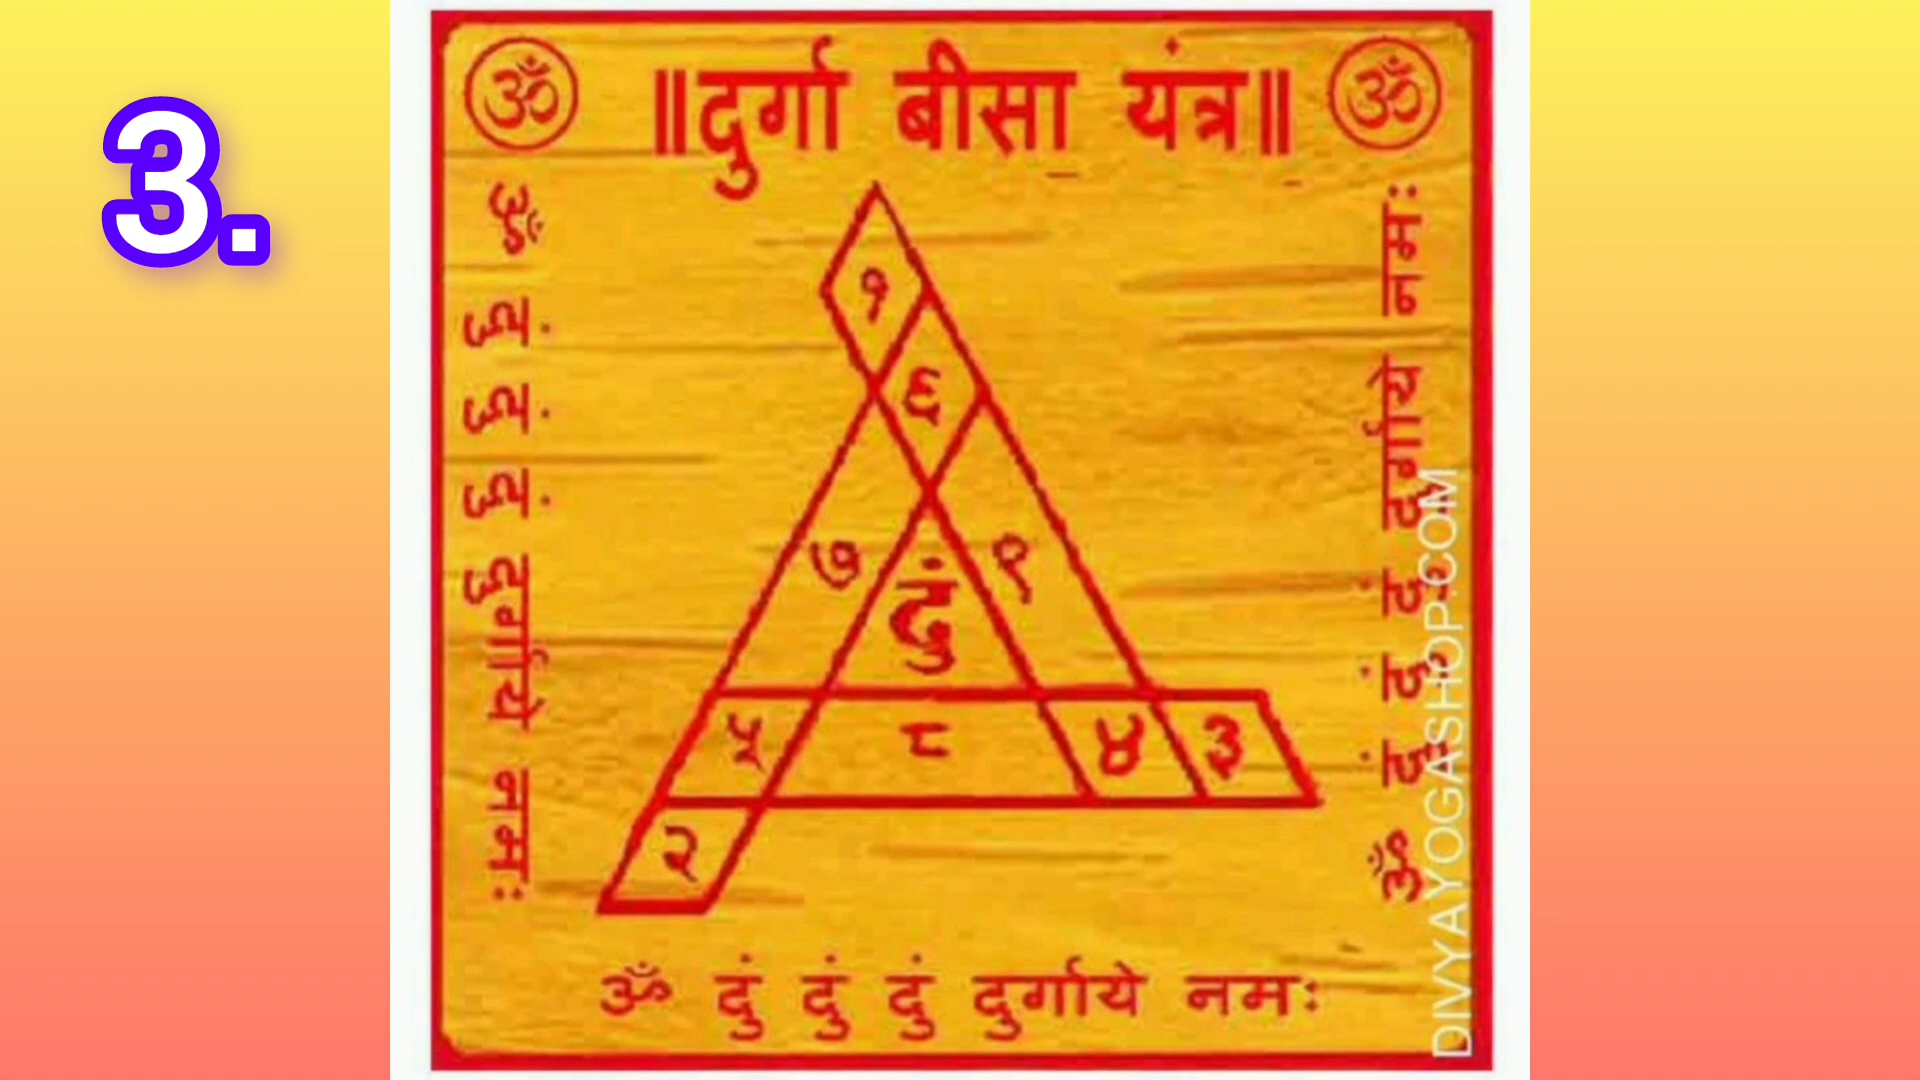 3.
ॐ ॥दुर्गा बीसा यंत्र॥ ॐ
ॐ दुं दुं दुं दुर्गाये नमः
१
६
७ ९
दुं
५ ८ ४ ३
२
ॐ दुं दुं दुं दुर्गाये नमः
ॐ दुं दुं दुं दुर्गाये नमः
DIVYAYOGASHOP.COM